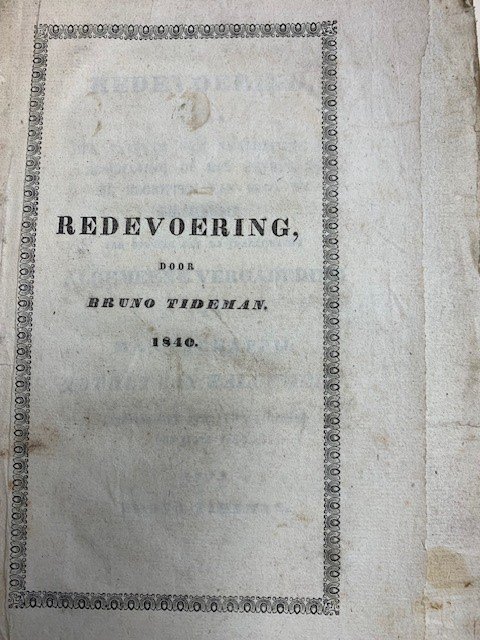 REDEVOERING,
DOOR
BRUNO TIDEMAN.
1840.